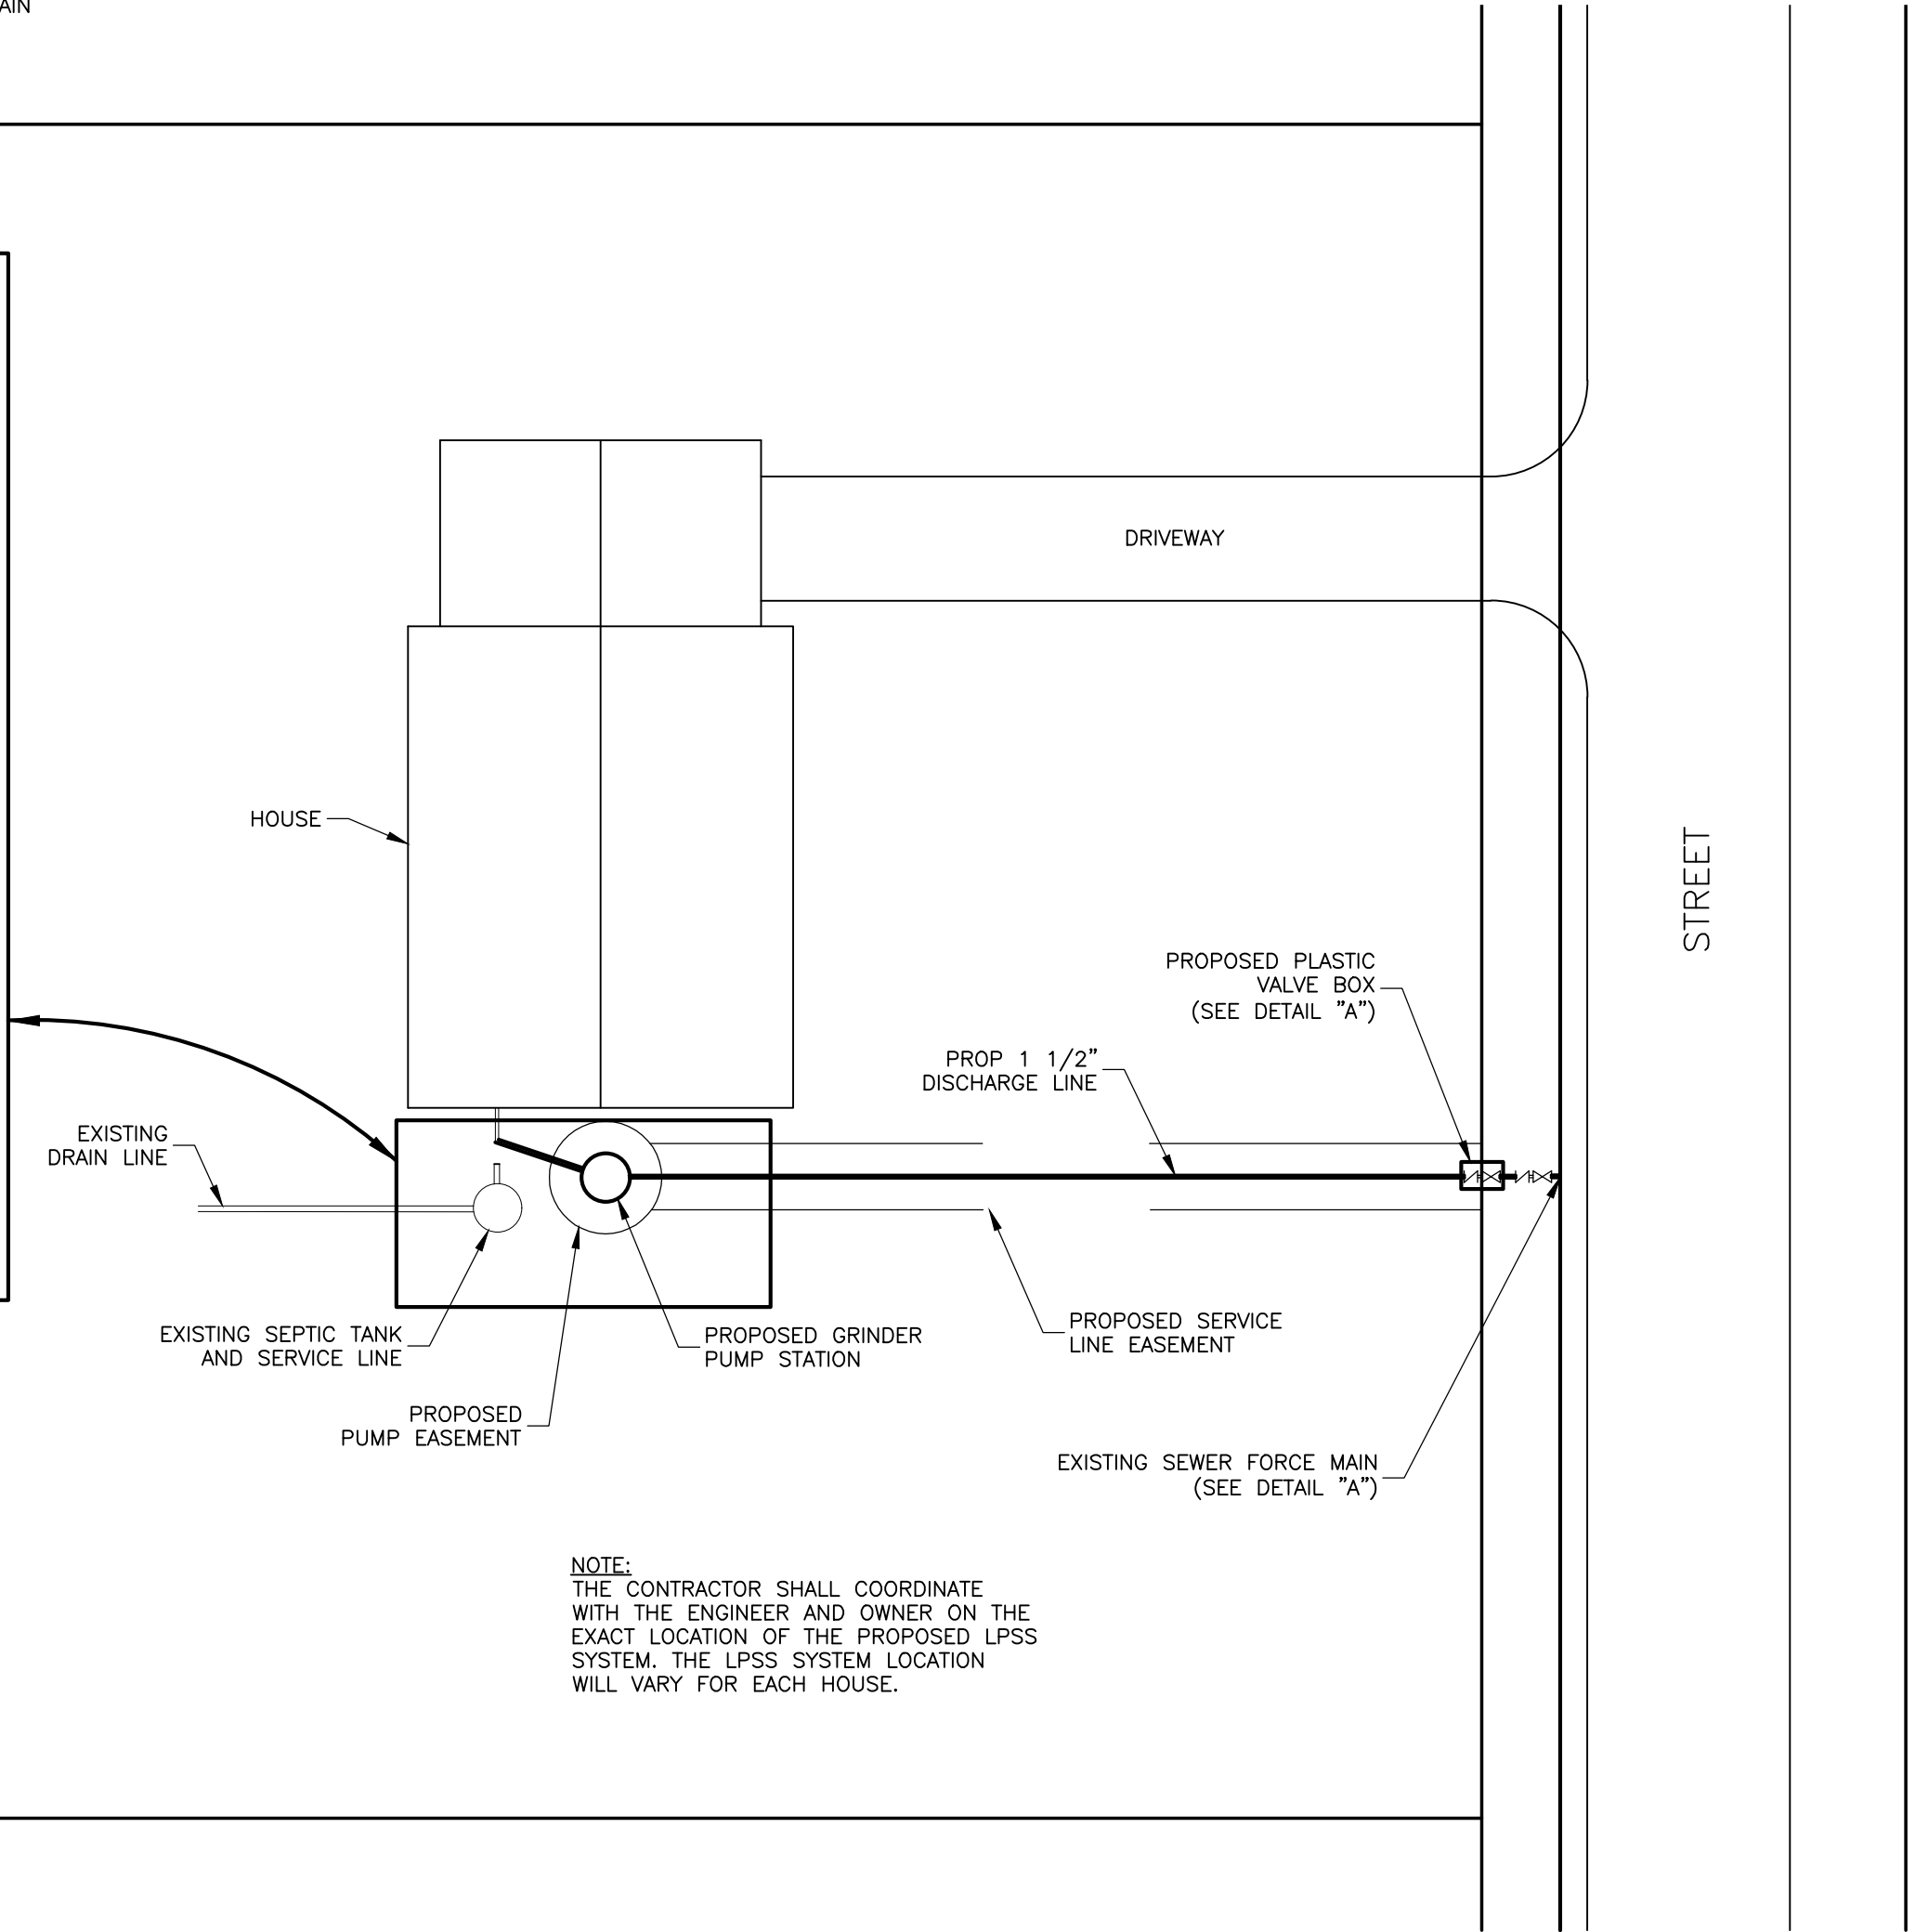 DRIVEWAY
HOUSE
STREET
PROPOSED PLASTIC
VALVE BOX
(SEE DETAIL "A")
PROP 1 1/2"
DISCHARGE LINE
EXISTING
DRAIN LINE
EXISTING SEPTIC TANK
AND SERVICE LINE
PROPOSED GRINDER
PUMP STATION
PROPOSED SERVICE
LINE EASEMENT
PROPOSED
PUMP EASEMENT
EXISTING SEWER FORCE MAIN
(SEE DETAIL "A")
NOTE:
THE CONTRACTOR SHALL COORDINATE
WITH THE ENGINEER AND OWNER ON THE
EXACT LOCATION OF THE PROPOSED LPSS
SYSTEM. THE LPSS SYSTEM LOCATION
WILL VARY FOR EACH HOUSE.